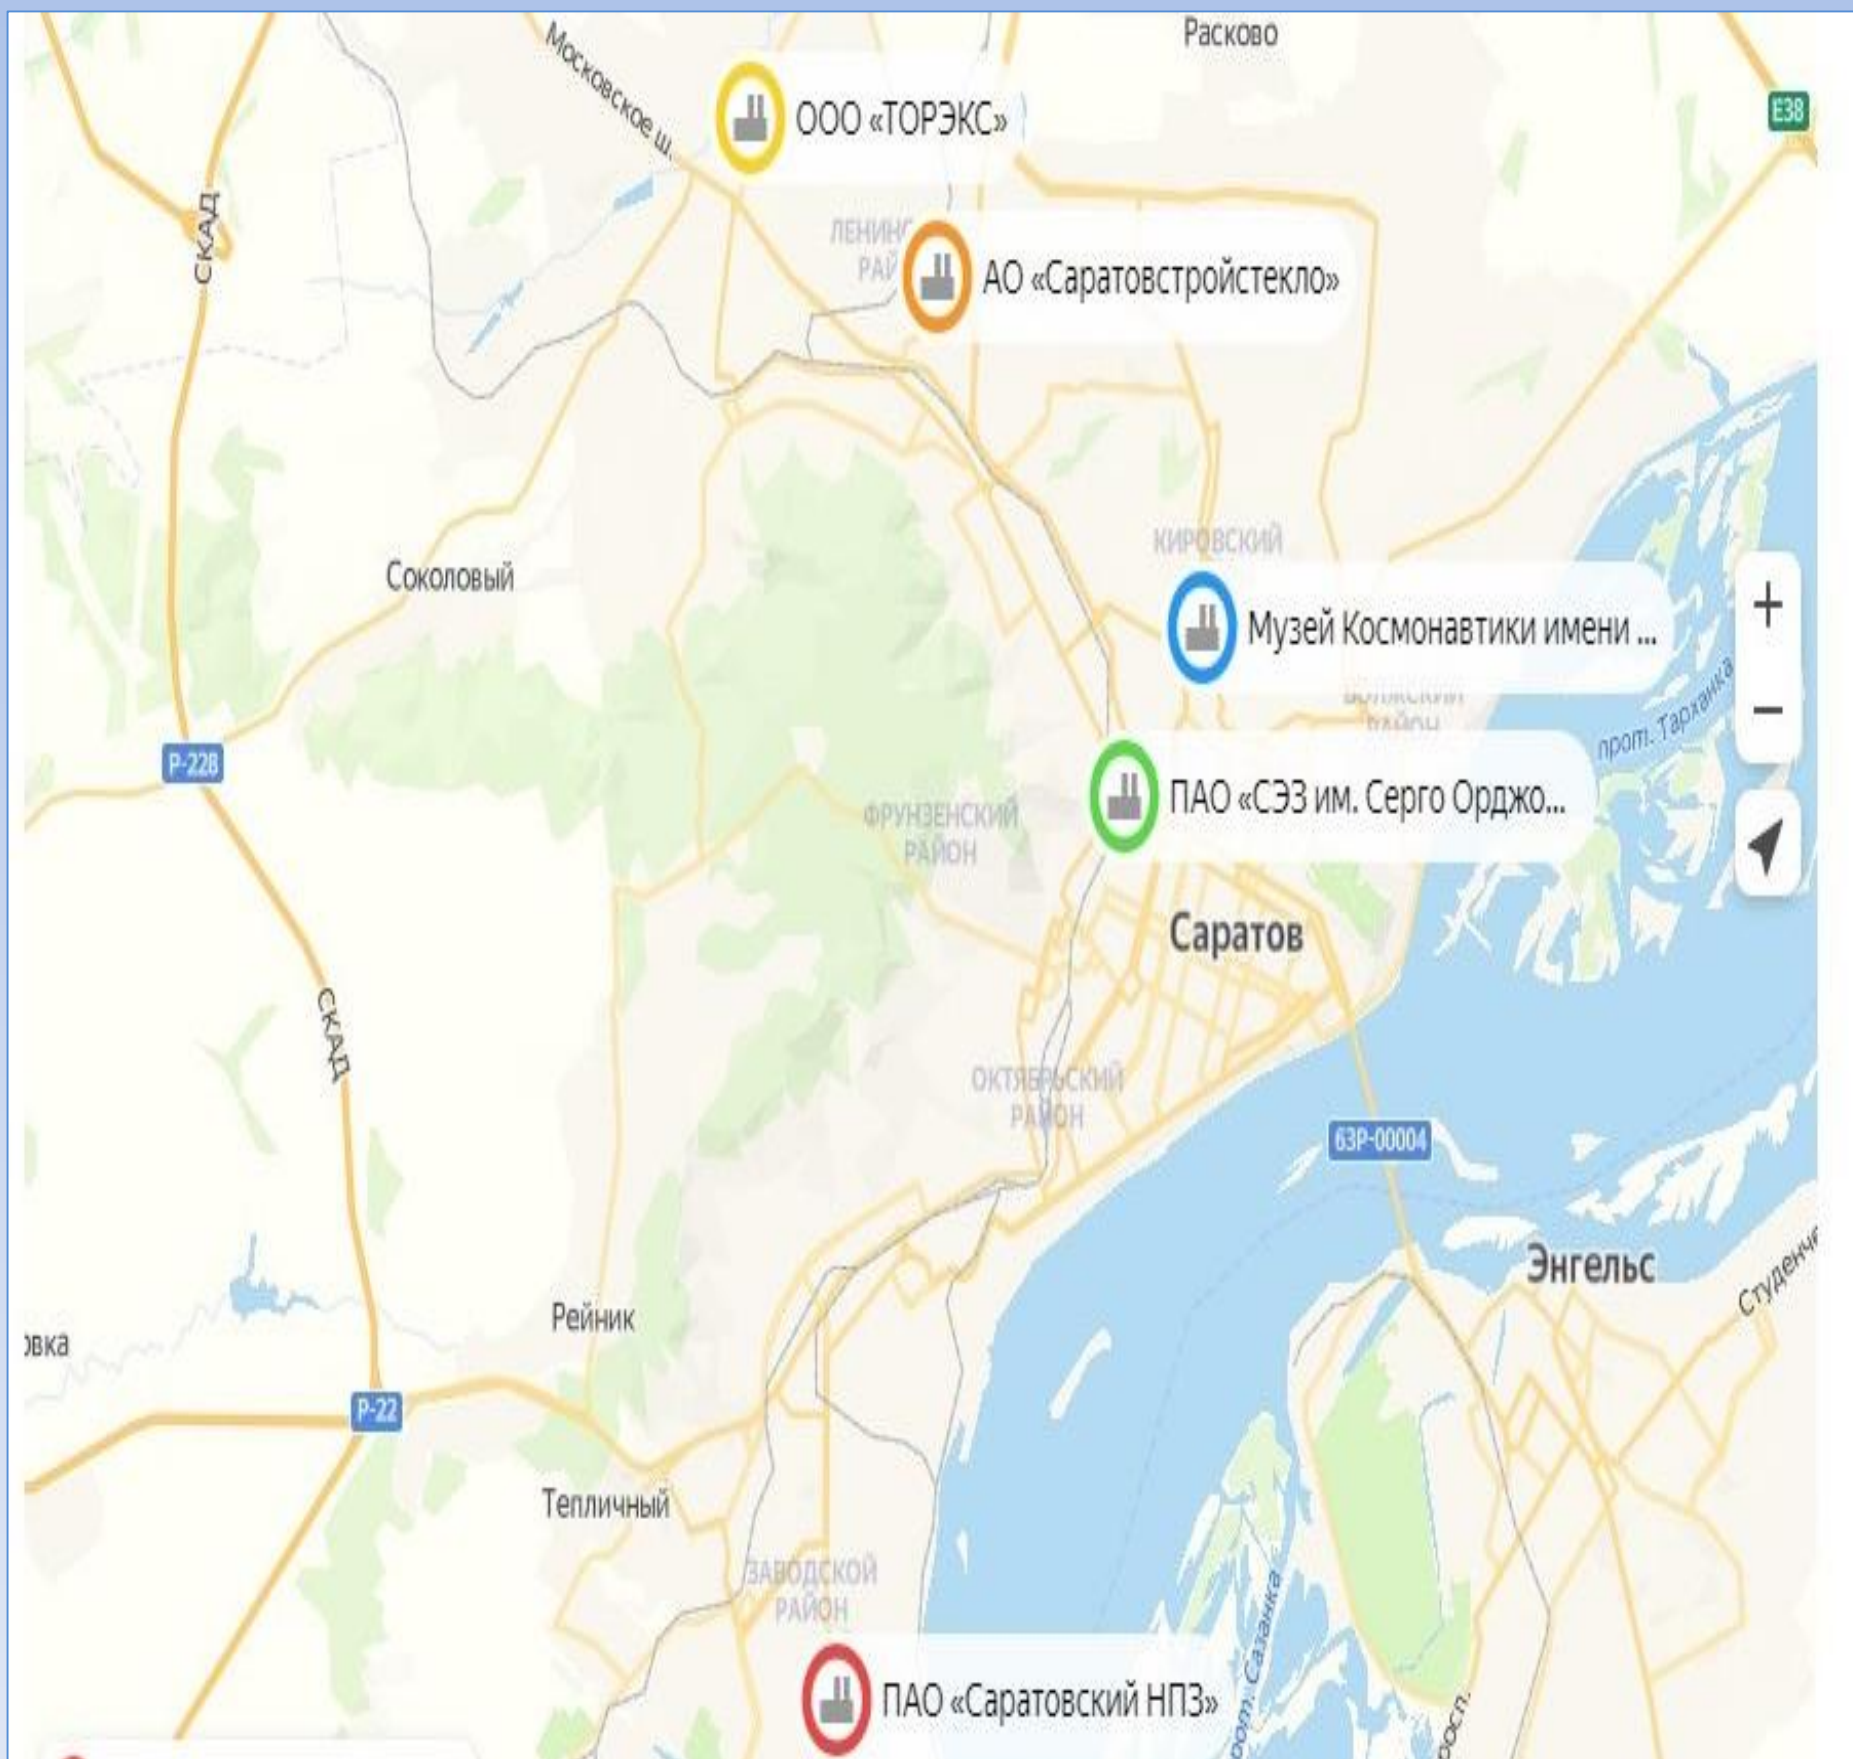 Расково
Московское ш.
ООО «ТОРЭКС»
E38
СКАД
АО «Саратовстройстекло»
КИРОВСКИЙ
Соколовый
Музей Космонавтики имени ...
ВОЛЖСКИЙ
РАЙОН
прот. Тарханка
Р-228
ПАО «СЭЗ им. Серго Орджо...
ФРУНЗЕНСКИЙ
РАЙОН
Саратов
СКАД
ОКТЯБРЬСКИЙ
РАЙОН
63Р-00004
Энгельс
Рейник
Р-22
Тепличный
ЗАВОДСКОЙ
РАЙОН
прот. Сазанка
ПАО «Саратовский НПЗ»